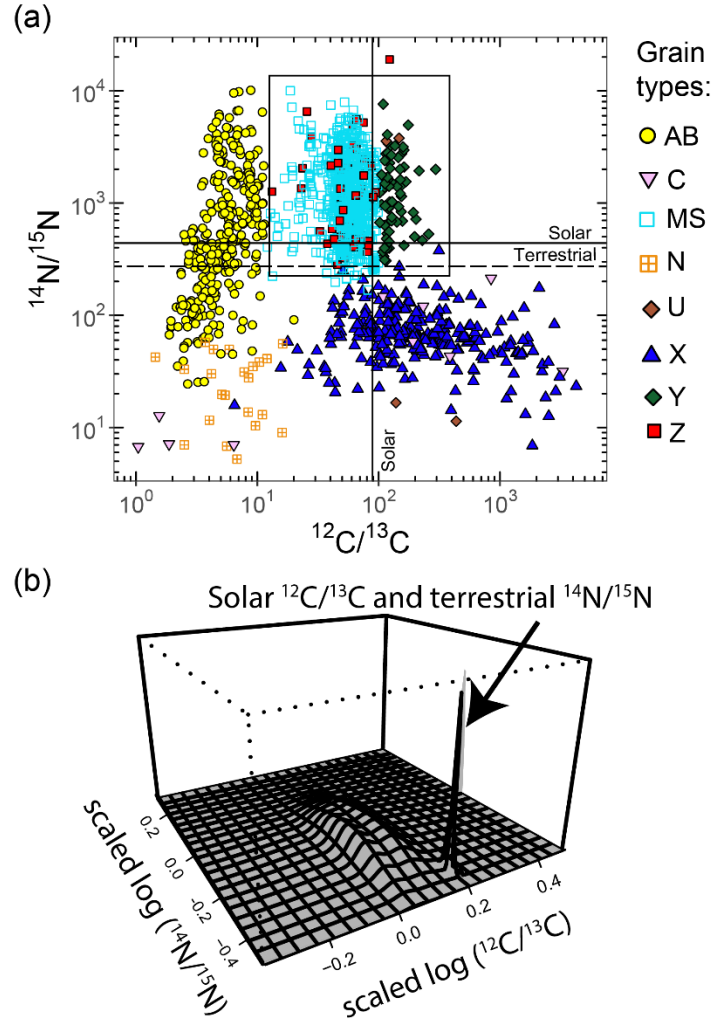 (a)
Grain
types:
AB
C
MS
N
U
X
Y
Z
10⁴
10³
10²
10¹
¹⁴N/¹⁵N
Solar
Terrestrial
Solar
10⁰
10¹
10²
10³
¹²C/¹³C
(b)
Solar ¹²C/¹³C and terrestrial ¹⁴N/¹⁵N
0.2
0.0
−0.2
−0.4
scaled log (¹⁴N/¹⁵N)
−0.2
0.0
0.2
0.4
scaled log (¹²C/¹³C)